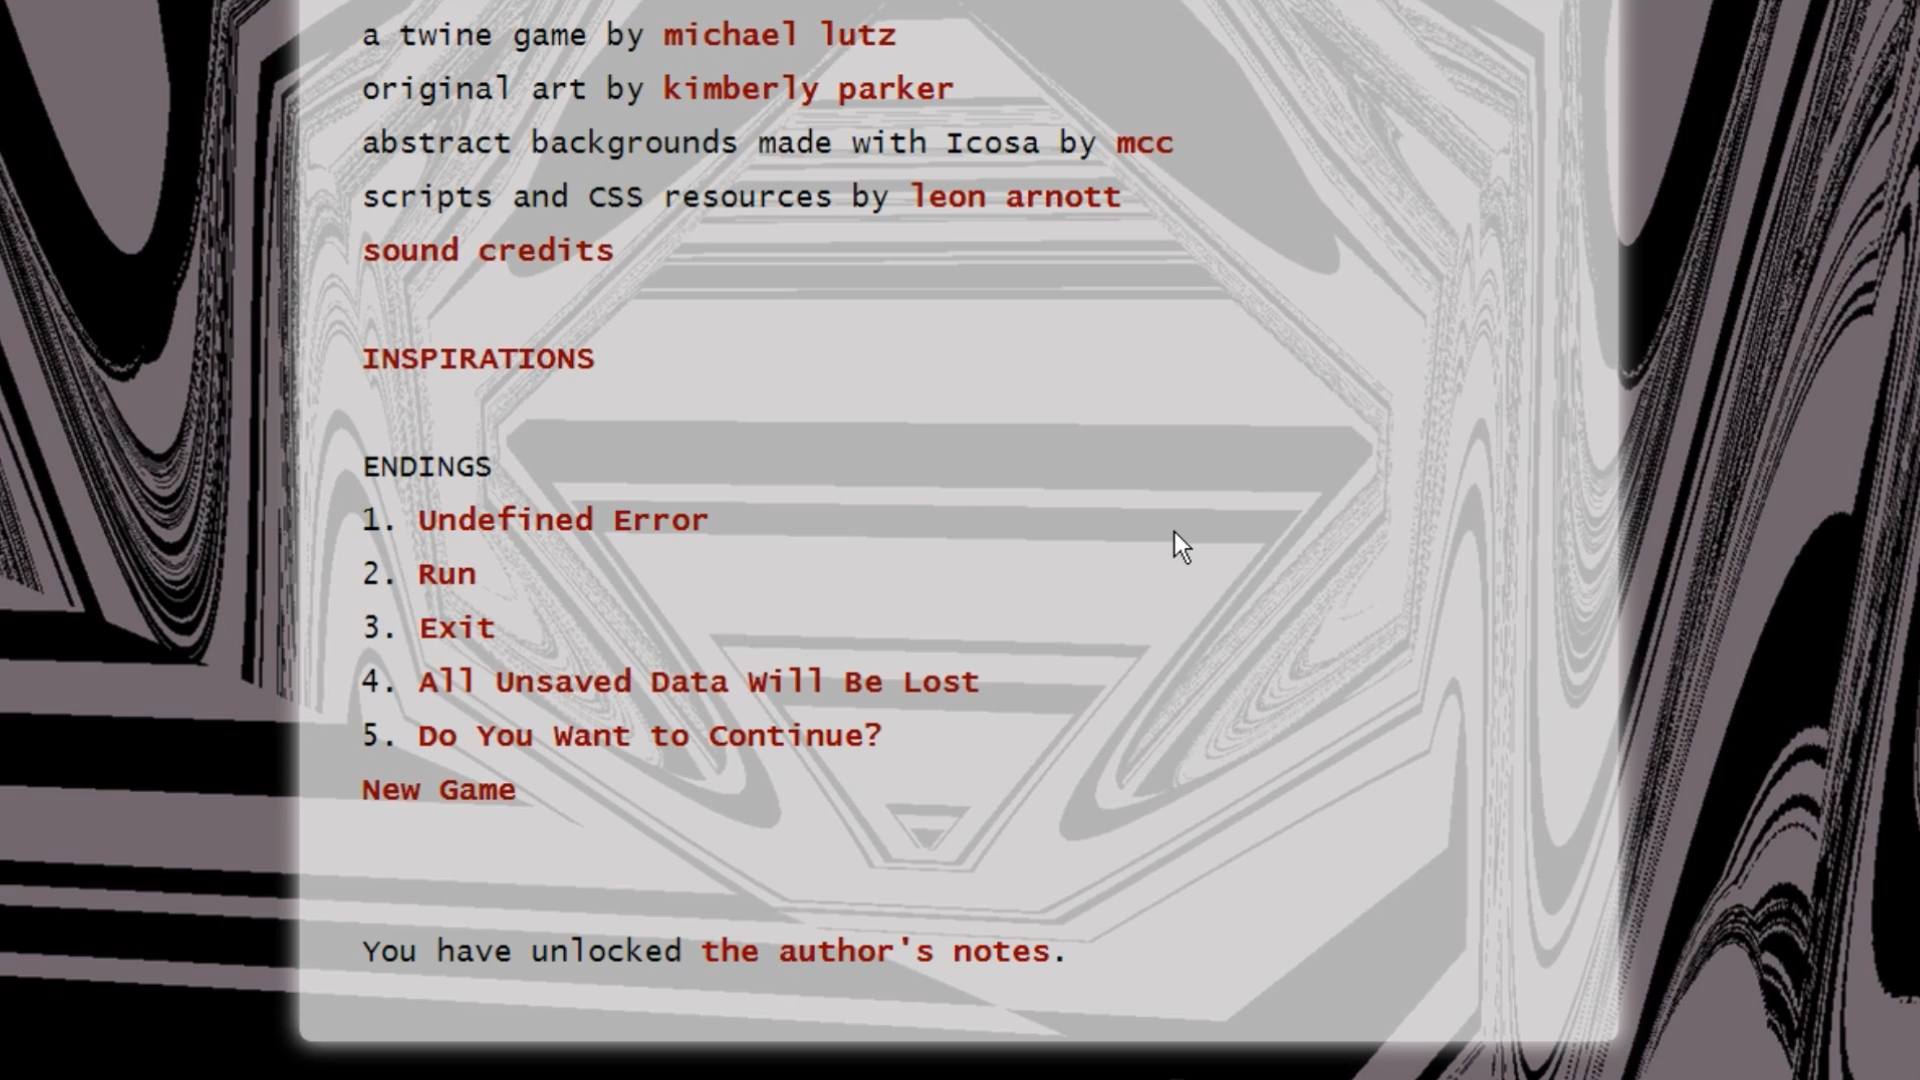 a twine game by michael lutz
original art by kimberly parker
abstract backgrounds made with Icosa by mcc
scripts and CSS resources by leon arnott
sound credits
INSPIRATIONS
ENDINGS
1. Undefined Error
2. Run
3. Exit
4. All Unsaved Data Will Be Lost
5. Do You Want to Continue?
New Game
You have unlocked the author's notes.